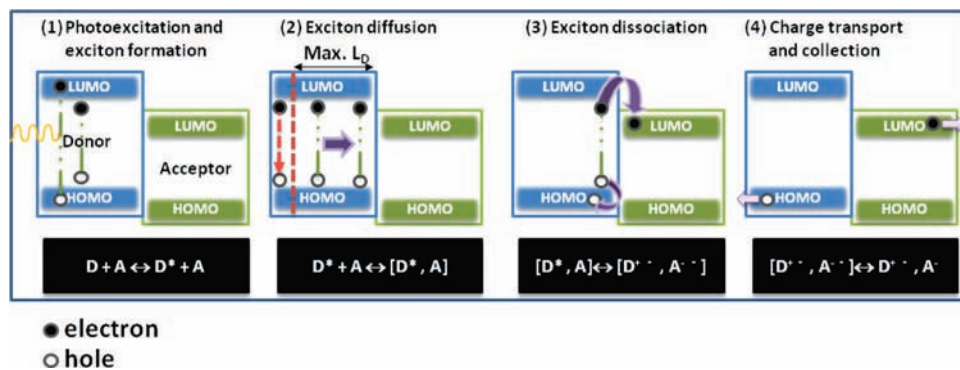 (1) Photoexcitation and
exciton formation
(2) Exciton diffusion
(3) Exciton dissociation
(4) Charge transport
and collection
Max. L_D
LUMO
LUMO
Donor
Acceptor
HOMO
HOMO
LUMO
LUMO
HOMO
HOMO
LUMO
LUMO
HOMO
HOMO
LUMO
LUMO
HOMO
HOMO
D + A ↔ D* + A
D* + A ↔ [D* , A]
[D* , A] ↔ [D⁺ ⁻ , A⁻ ⁻ ]
[D⁺ ⁻ , A⁻ ⁻ ] ↔ D⁺ ⁻ , A⁻
electron
hole